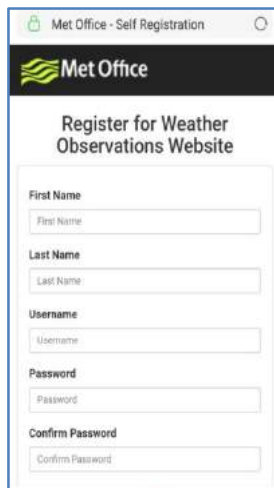 Met Office - Self Registration
Met Office
Register for Weather
Observations Website
First Name
First Name
Last Name
Last Name
Username
Username
Password
Password
Confirm Password
Confirm Password